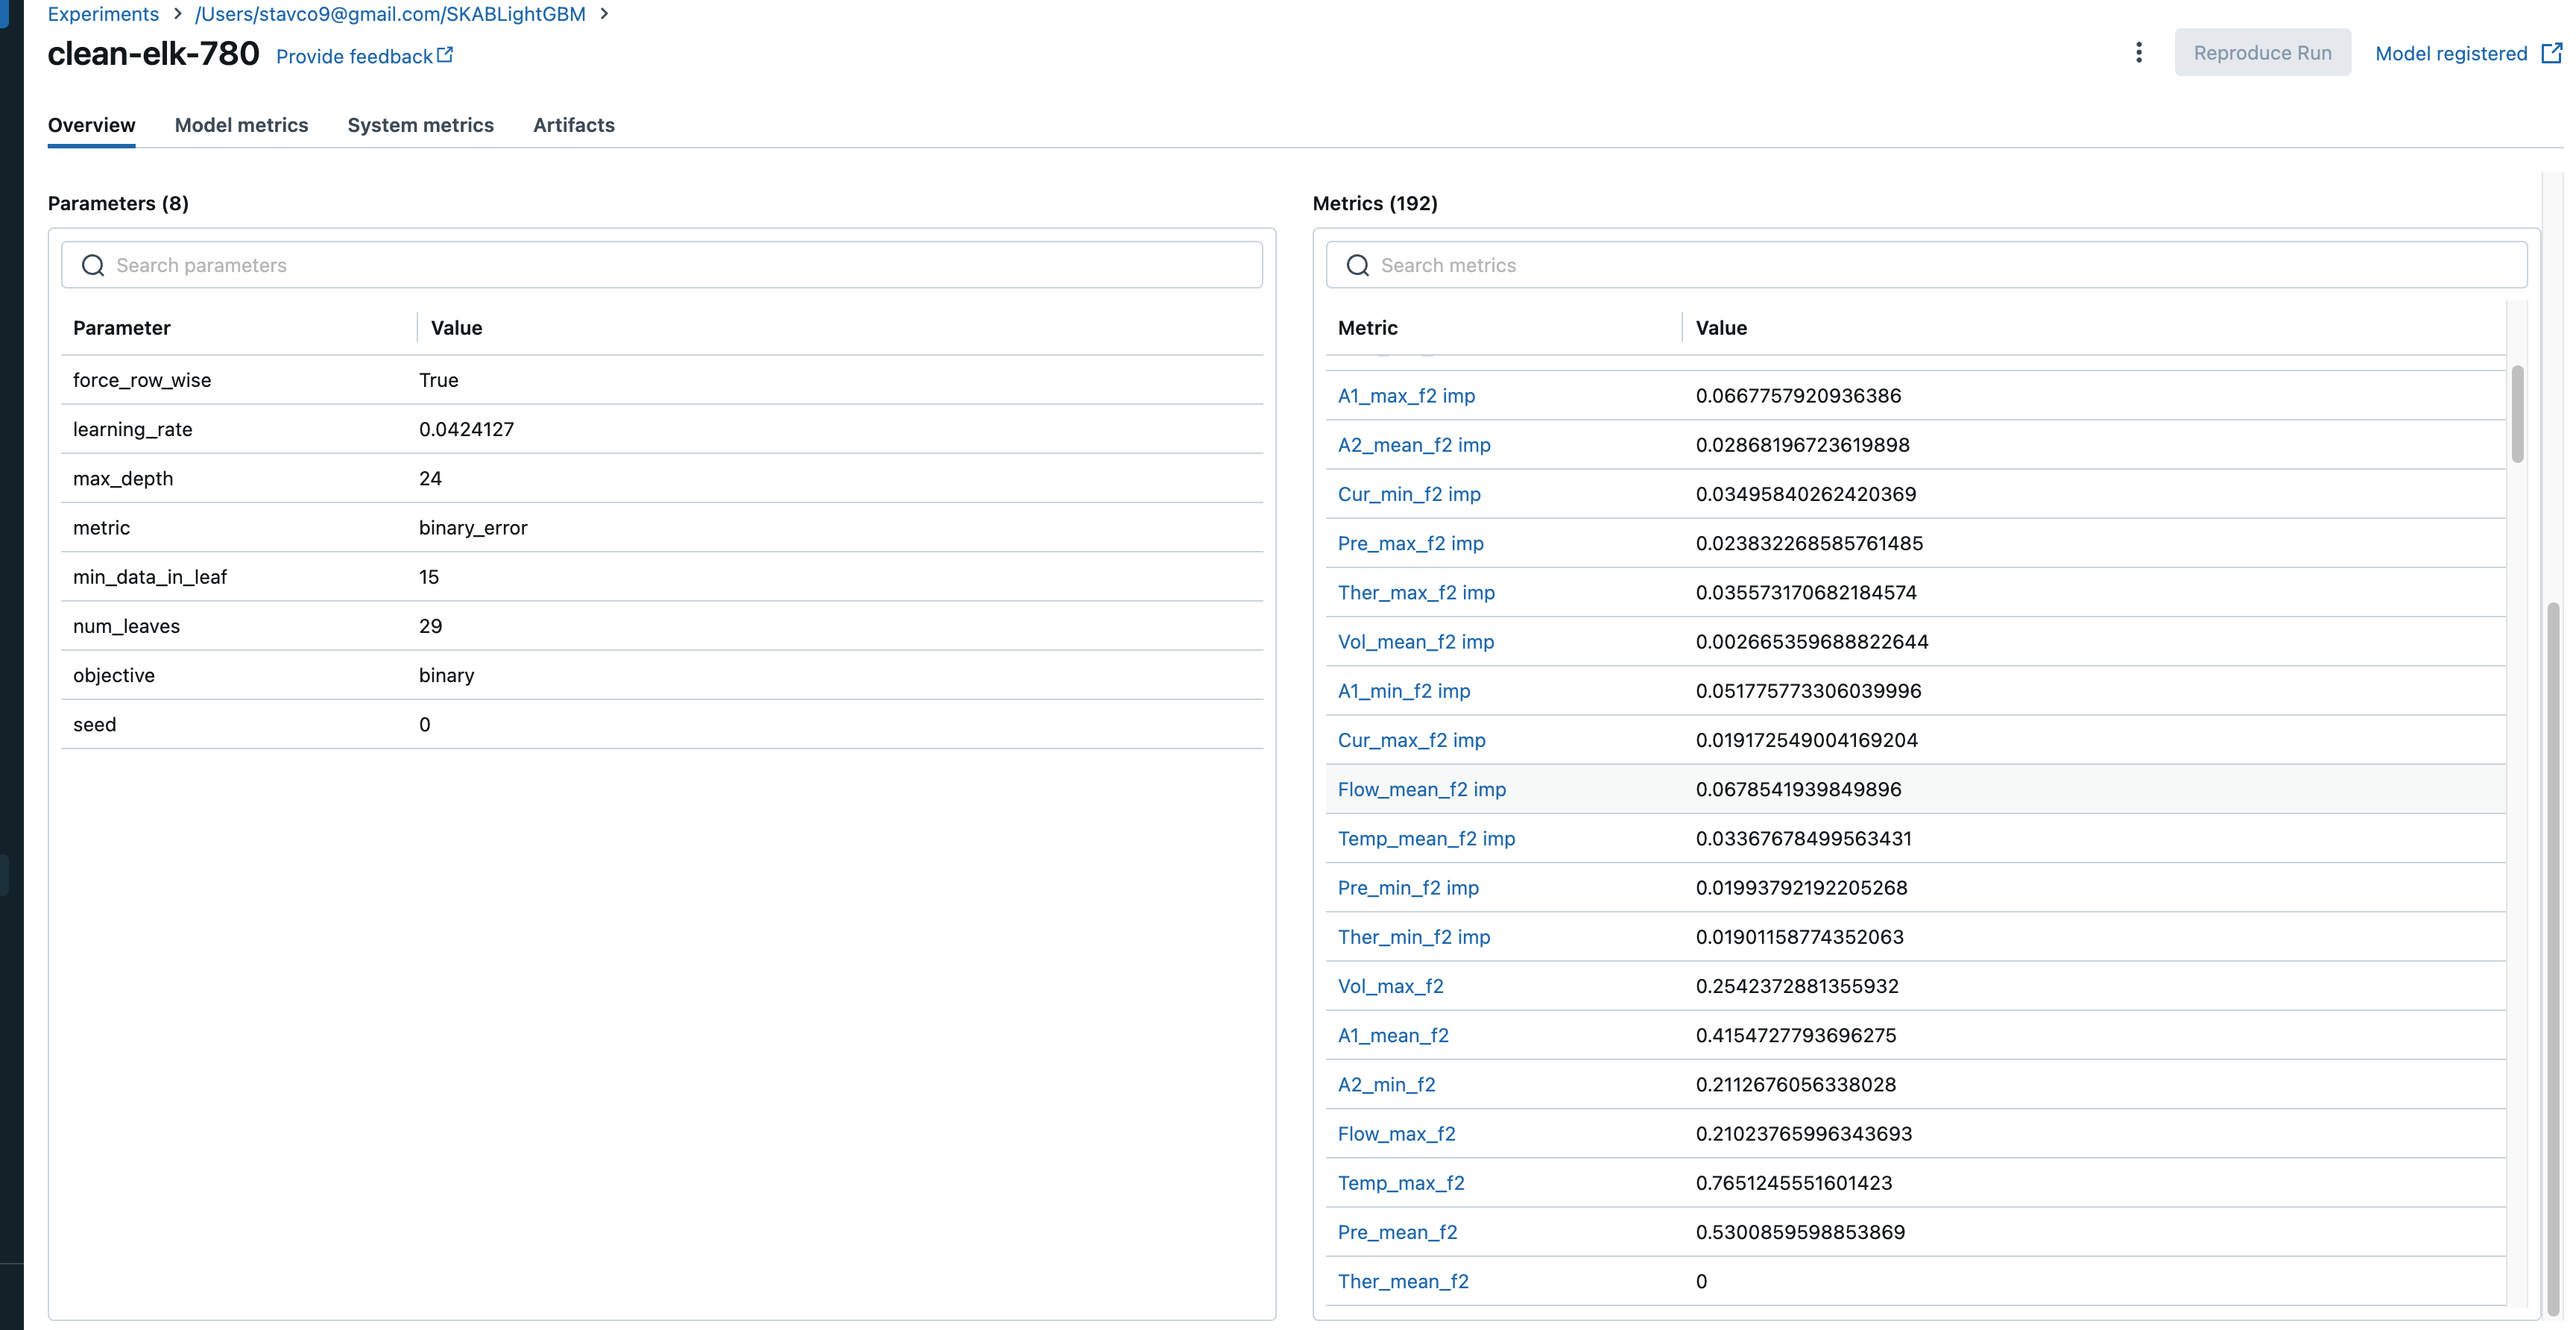 Experiments > /Users/stavco9@gmail.com/SKABLightGBM >
clean-elk-780 Provide feedback
Reproduce Run Model registered
Overview Model metrics System metrics Artifacts
Parameters (8)
Search parameters
Parameter Value
force_row_wise True
learning_rate 0.0424127
max_depth 24
metric binary_error
min_data_in_leaf 15
num_leaves 29
objective binary
seed 0
Metrics (192)
Search metrics
Metric Value
A1_max_f2 imp 0.0667757920936386
A2_mean_f2 imp 0.02868196723619898
Cur_min_f2 imp 0.03495840262420369
Pre_max_f2 imp 0.023832268585761485
Ther_max_f2 imp 0.035573170682184574
Vol_mean_f2 imp 0.002665359688822644
A1_min_f2 imp 0.051775773306039996
Cur_max_f2 imp 0.019172549004169204
Flow_mean_f2 imp 0.0678541939849896
Temp_mean_f2 imp 0.03367678499563431
Pre_min_f2 imp 0.01993792192205268
Ther_min_f2 imp 0.01901158774352063
Vol_max_f2 0.2542372881355932
A1_mean_f2 0.4154727793696275
A2_min_f2 0.2112676056338028
Flow_max_f2 0.21023765996343693
Temp_max_f2 0.7651245551601423
Pre_mean_f2 0.5300859598853869
Ther_mean_f2 0